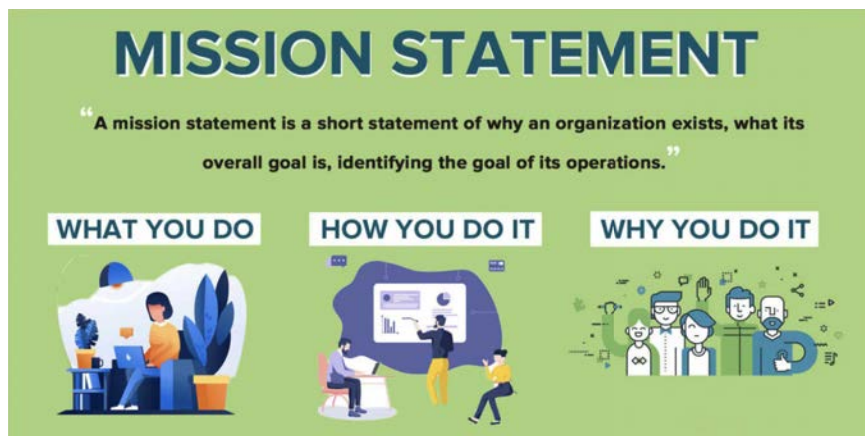 MISSION STATEMENT
“A mission statement is a short statement of why an organization exists, what its
overall goal is, identifying the goal of its operations.”
WHAT YOU DO
HOW YOU DO IT
WHY YOU DO IT